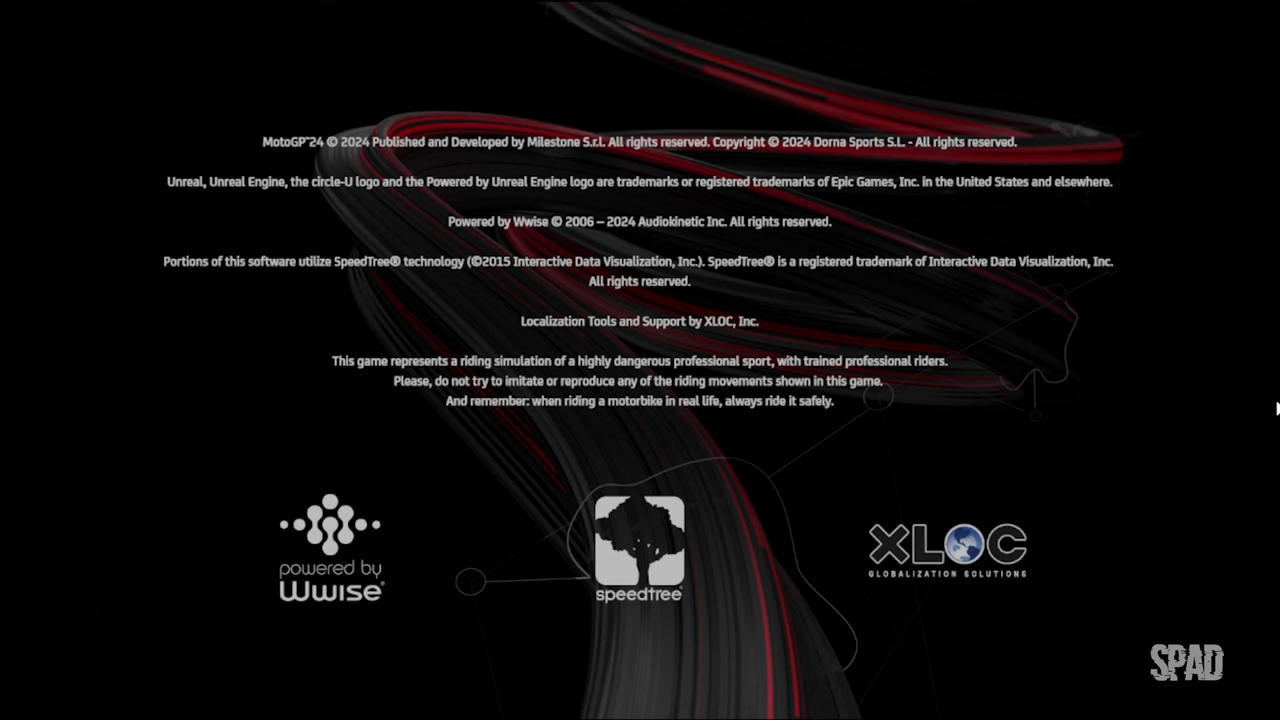 MotoGP™24 © 2024 Published and Developed by Milestone S.r.l. All rights reserved. Copyright © 2024 Dorna Sports S.L. - All rights reserved.
Unreal, Unreal Engine, the circle-U logo and the Powered by Unreal Engine logo are trademarks or registered trademarks of Epic Games, Inc. in the United States and elsewhere.
Powered by Wwise © 2006 – 2024 Audiokinetic Inc. All rights reserved.
Portions of this software utilize SpeedTree® technology (©2015 Interactive Data Visualization, Inc.). SpeedTree® is a registered trademark of Interactive Data Visualization, Inc.
All rights reserved.
Localization Tools and Support by XLOC, Inc.
This game represents a riding simulation of a highly dangerous professional sport, with trained professional riders.
Please, do not try to imitate or reproduce any of the riding movements shown in this game.
And remember: when riding a motorbike in real life, always ride it safely.
powered by
Wwise®
speedtree®
XLOC
GLOBALIZATION SOLUTIONS
SPAD